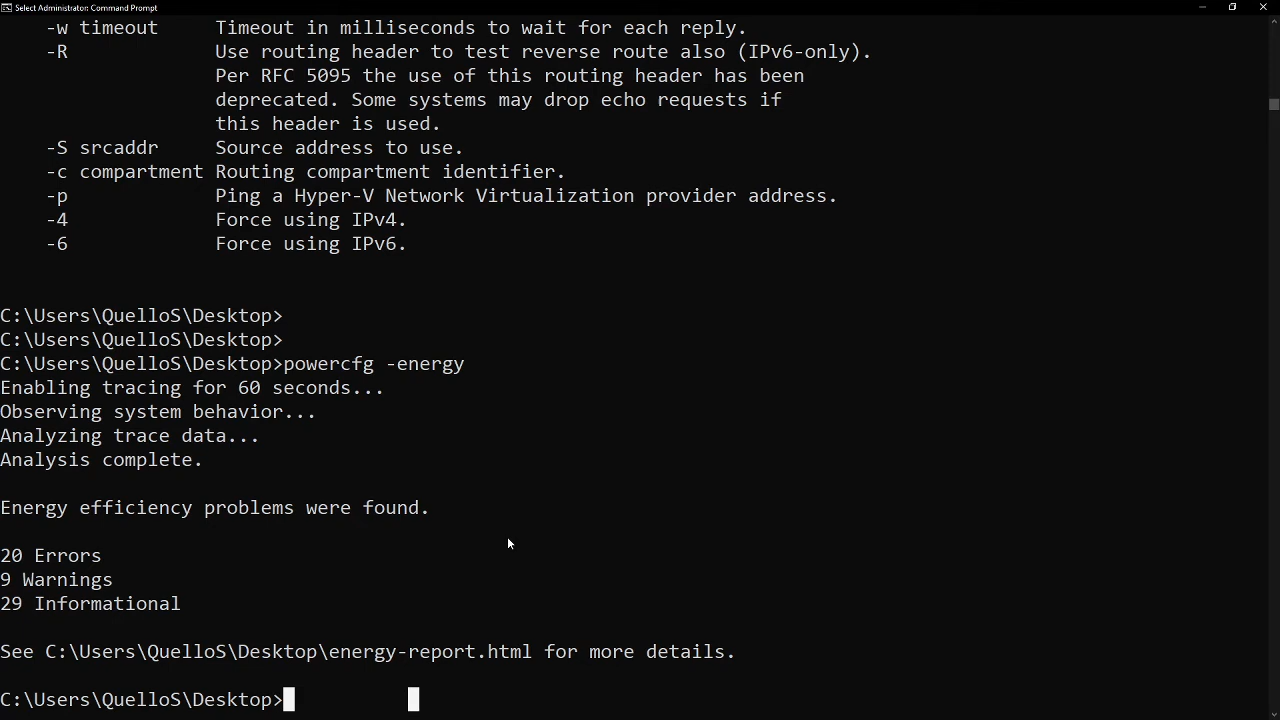 Select Administrator: Command Prompt
-w timeout Timeout in milliseconds to wait for each reply.
-R Use routing header to test reverse route also (IPv6-only).
Per RFC 5095 the use of this routing header has been
deprecated. Some systems may drop echo requests if
this header is used.
-S srcaddr Source address to use.
-c compartment Routing compartment identifier.
-p Ping a Hyper-V Network Virtualization provider address.
-4 Force using IPv4.
-6 Force using IPv6.
C:\Users\QuelloS\Desktop>
C:\Users\QuelloS\Desktop>
C:\Users\QuelloS\Desktop>powercfg -energy
Enabling tracing for 60 seconds...
Observing system behavior...
Analyzing trace data...
Analysis complete.
Energy efficiency problems were found.
20 Errors
9 Warnings
29 Informational
See C:\Users\QuelloS\Desktop\energy-report.html for more details.
C:\Users\QuelloS\Desktop>